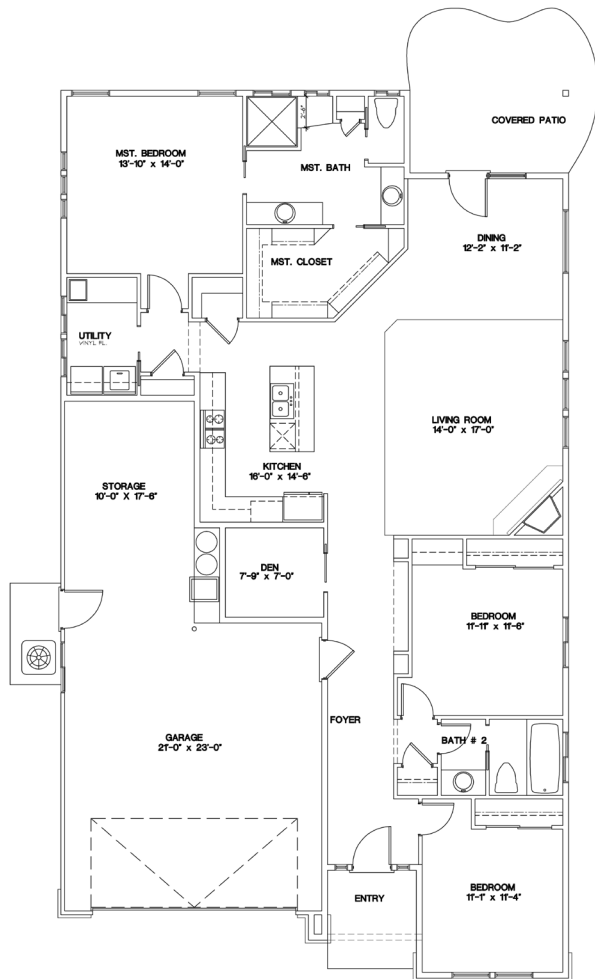 COVERED PATIO
MST. BEDROOM
13'-10" x 14'-0"
2'-6"
MST. BATH
DINING
12'-2" x 11'-2"
MST. CLOSET
UTILITY
VINYL FL.
LIVING ROOM
14'-0" x 17'-0"
KITCHEN
16'-0" x 14'-6"
STORAGE
10'-0" X 17'-6"
DEN
7'-9" x 7'-0"
BEDROOM
11'-11" x 11'-6"
FOYER
GARAGE
21'-0" x 23'-0"
BATH # 2
ENTRY
BEDROOM
11'-1" x 11'-4"